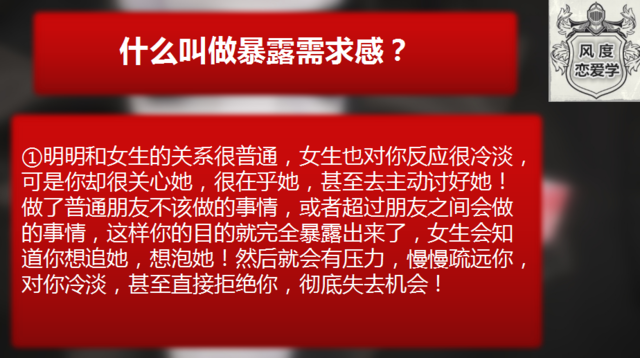 什么叫做暴露需求感？
风度
恋爱学
①明明和女生的关系很普通，女生也对你反应很冷淡，
可是你却很关心她，很在乎她，甚至去主动讨好她！
做了普通朋友不该做的事情，或者超过朋友之间会做
的事情，这样你的目的就完全暴露出来了，女生会知
道你想追她，想泡她！然后就会有压力，慢慢疏远你，
对你冷淡，甚至直接拒绝你，彻底失去机会！